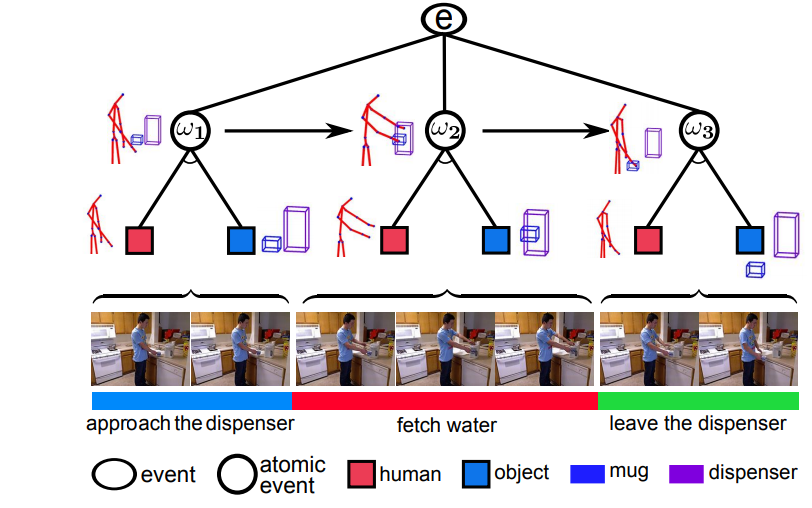 e
ω1
ω2
ω3
approach the dispenser
fetch water
leave the dispenser
event
atomic
event
human
object
mug
dispenser